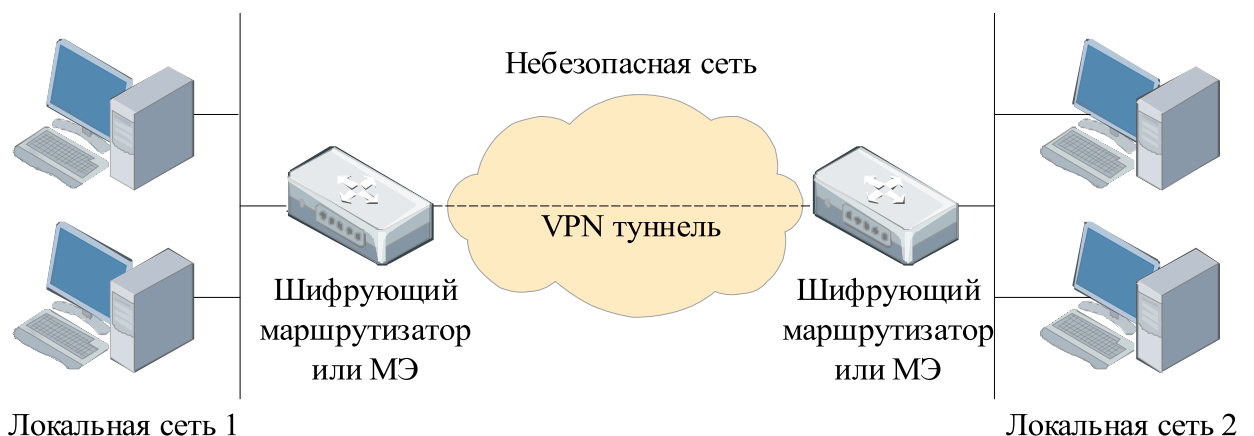 Небезопасная сеть
VPN туннель
Шифрующий
маршрутизатор
или МЭ
Шифрующий
маршрутизатор
или МЭ
Локальная сеть 1
Локальная сеть 2